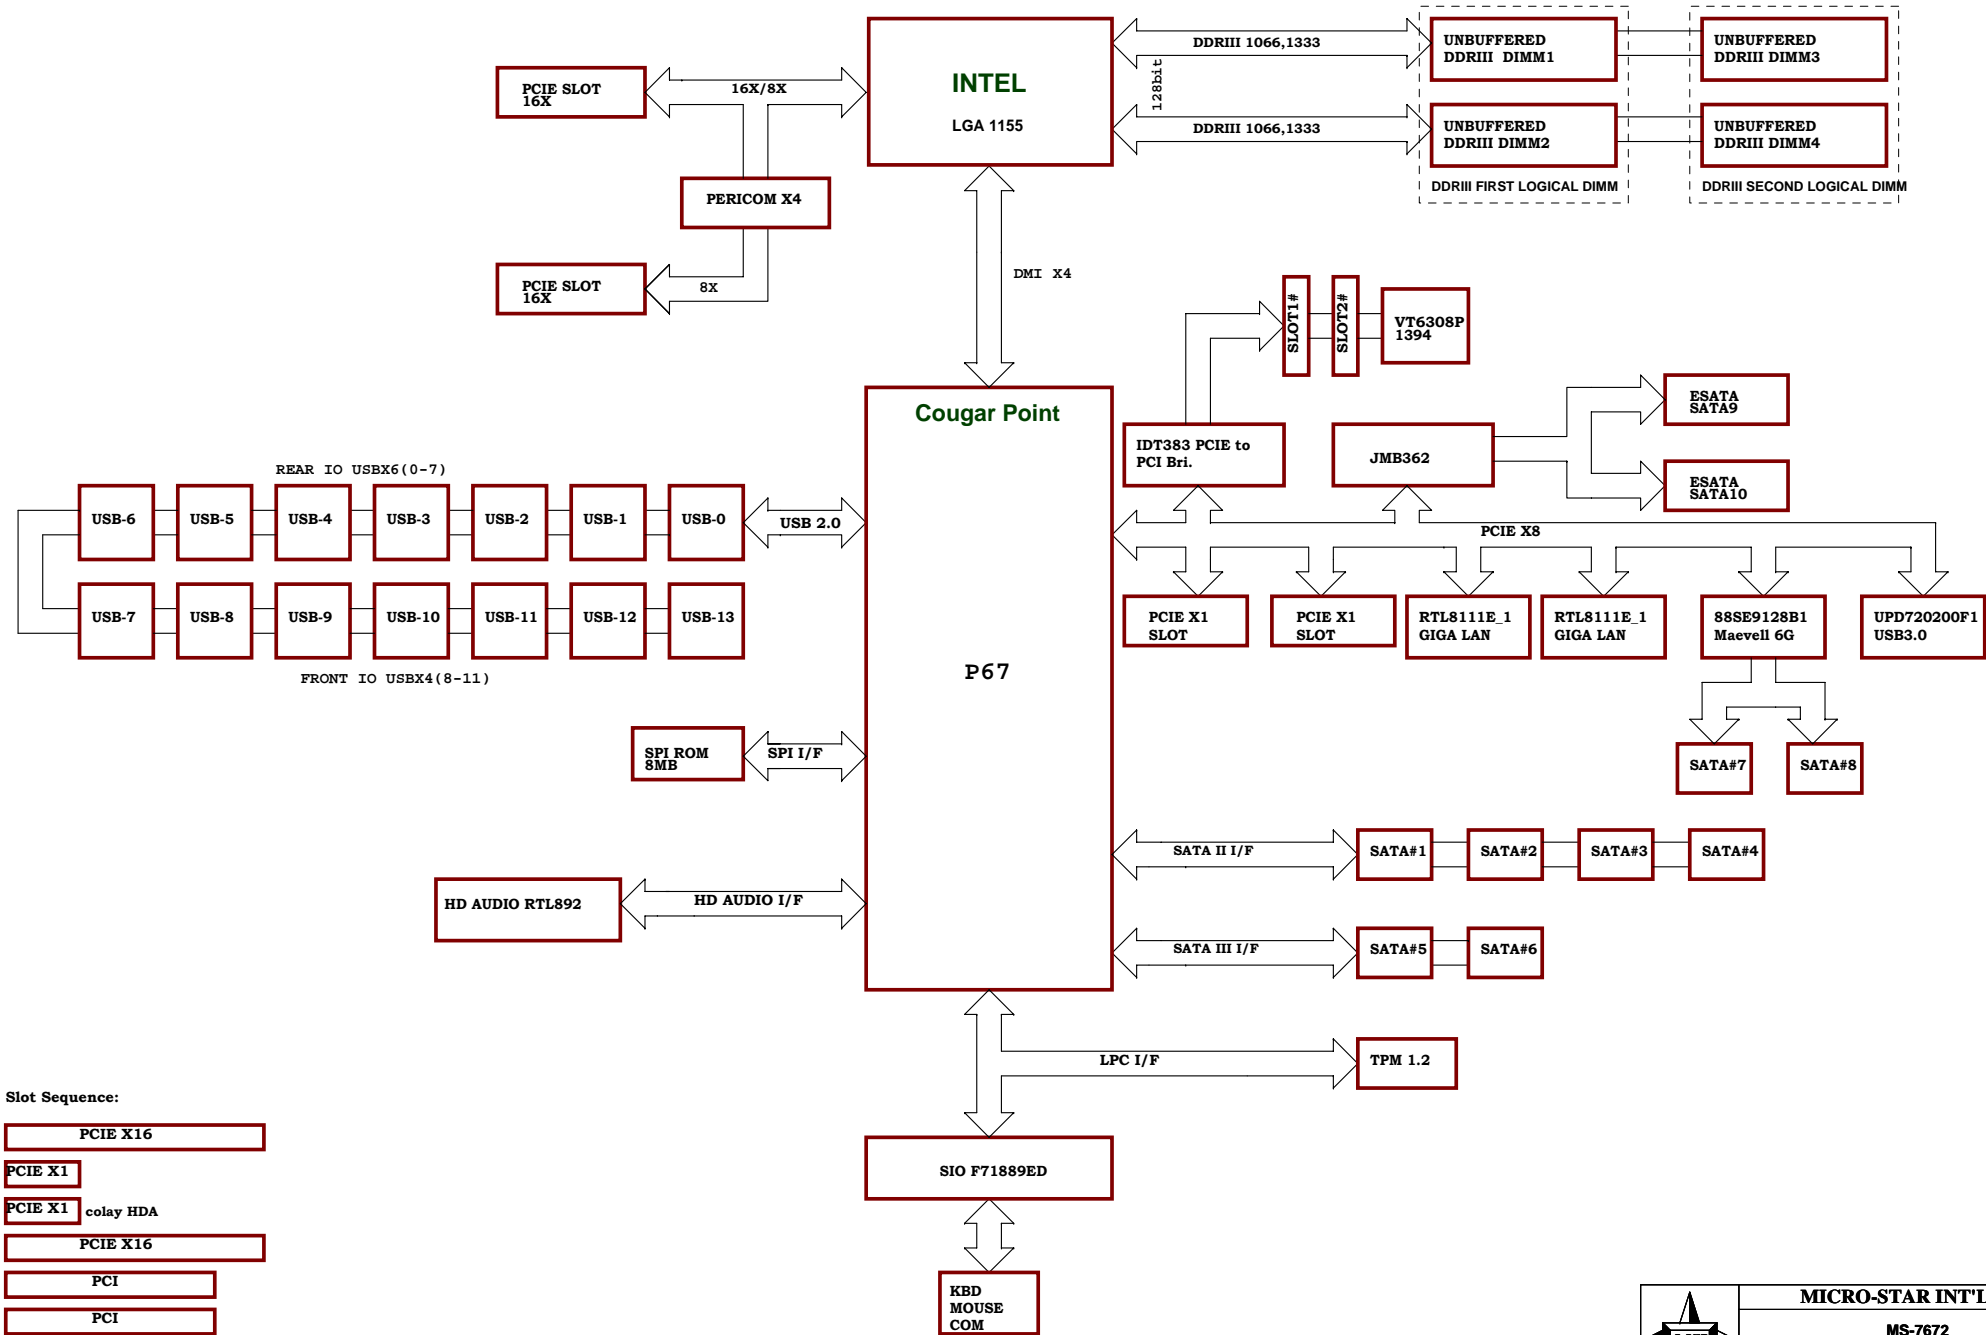 INTEL
LGA 1155
DDRIII 1066,1333
128bit
DDRIII 1066,1333
UNBUFFERED
DDRIII DIMM1
UNBUFFERED
DDRIII DIMM3
UNBUFFERED
DDRIII DIMM2
UNBUFFERED
DDRIII DIMM4
DDRIII FIRST LOGICAL DIMM
DDRIII SECOND LOGICAL DIMM
PCIE SLOT
16X
16X/8X
PERICOM X4
PCIE SLOT
16X
8X
DMI X4
SLOT1#
SLOT2#
VT6308P
1394
Cougar Point
P67
IDT383 PCIE to
PCI Bri.
JMB362
ESATA
SATA9
ESATA
SATA10
REAR IO USBX6(0-7)
USB-6
USB-5
USB-4
USB-3
USB-2
USB-1
USB-0
USB 2.0
PCIE X8
USB-7
USB-8
USB-9
USB-10
USB-11
USB-12
USB-13
FRONT IO USBX4(8-11)
PCIE X1
SLOT
PCIE X1
SLOT
RTL8111E_1
GIGA LAN
RTL8111E_1
GIGA LAN
88SE9128B1
Maevell 6G
UPD720200F1
USB3.0
SATA#7
SATA#8
SPI ROM
8MB
SPI I/F
SATA II I/F
SATA#1
SATA#2
SATA#3
SATA#4
HD AUDIO RTL892
HD AUDIO I/F
SATA III I/F
SATA#5
SATA#6
LPC I/F
TPM 1.2
SIO F71889ED
KBD
MOUSE
COM
Slot Sequence:
PCIE X16
PCIE X1
PCIE X1 colay HDA
PCIE X16
PCI
PCI
MICRO-STAR INT'L
MS-7672